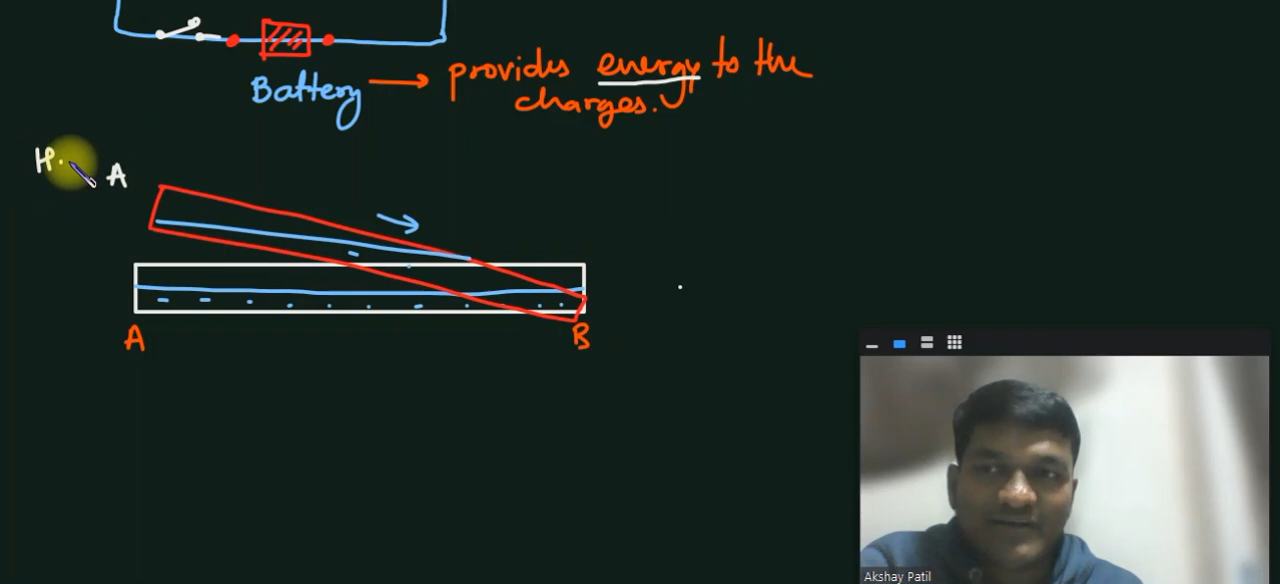 Battery → provides energy to the
charges.
H. A
A B
Akshay Patil